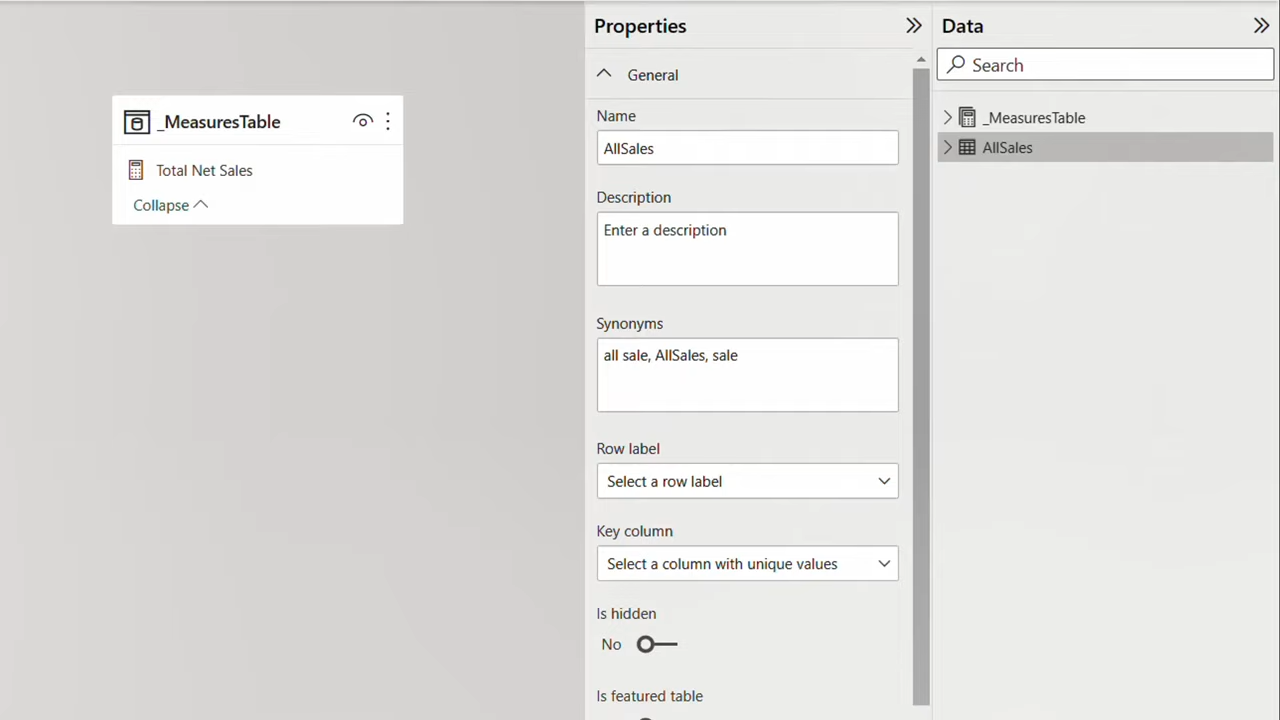 _MeasuresTable
Total Net Sales
Collapse
Properties
General
Name
AllSales
Description
Enter a description
Synonyms
all sale, AllSales, sale
Row label
Select a row label
Key column
Select a column with unique values
Is hidden
No
Is featured table
Data
Search
_MeasuresTable
AllSales